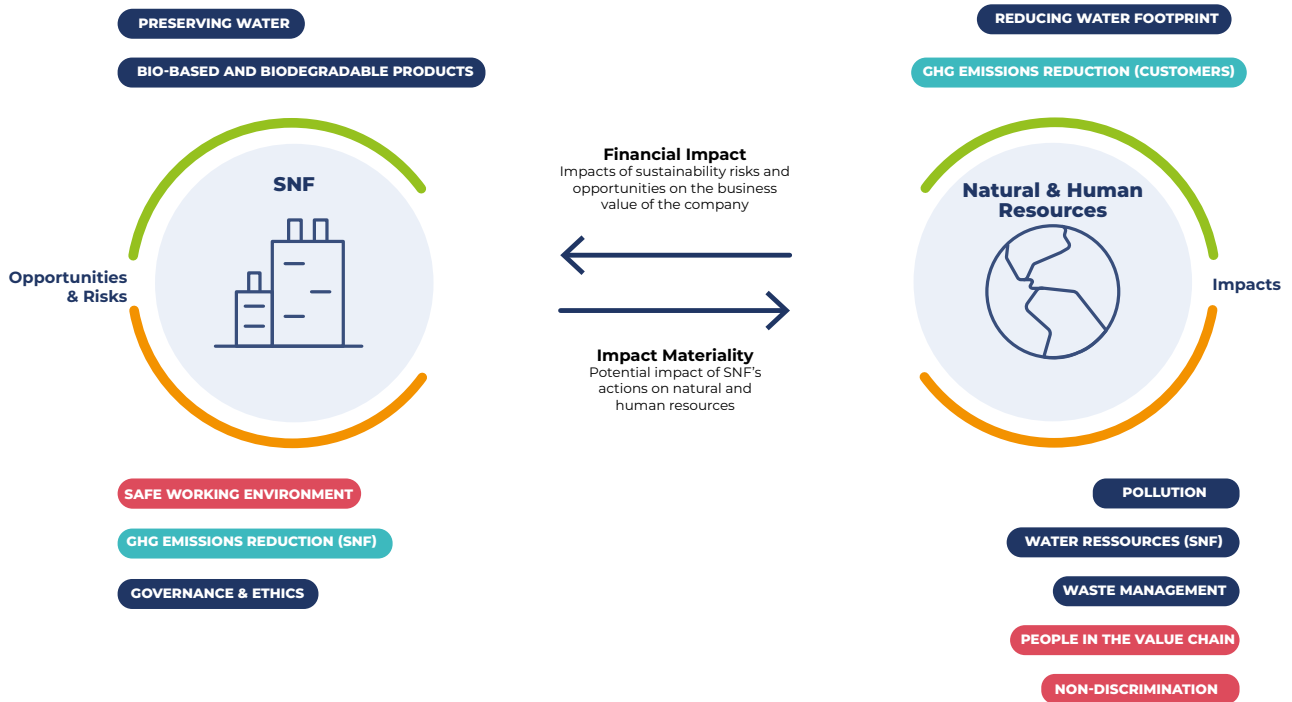 PRESERVING WATER
BIO-BASED AND BIODEGRADABLE PRODUCTS
REDUCING WATER FOOTPRINT
GHG EMISSIONS REDUCTION (CUSTOMERS)
SNF
Opportunities
& Risks
Financial Impact
Impacts of sustainability risks and
opportunities on the business
value of the company
Impact Materiality
Potential impact of SNF's
actions on natural and
human resources
Natural & Human
Resources
Impacts
SAFE WORKING ENVIRONMENT
GHG EMISSIONS REDUCTION (SNF)
GOVERNANCE & ETHICS
POLLUTION
WATER RESSOURCES (SNF)
WASTE MANAGEMENT
PEOPLE IN THE VALUE CHAIN
NON-DISCRIMINATION